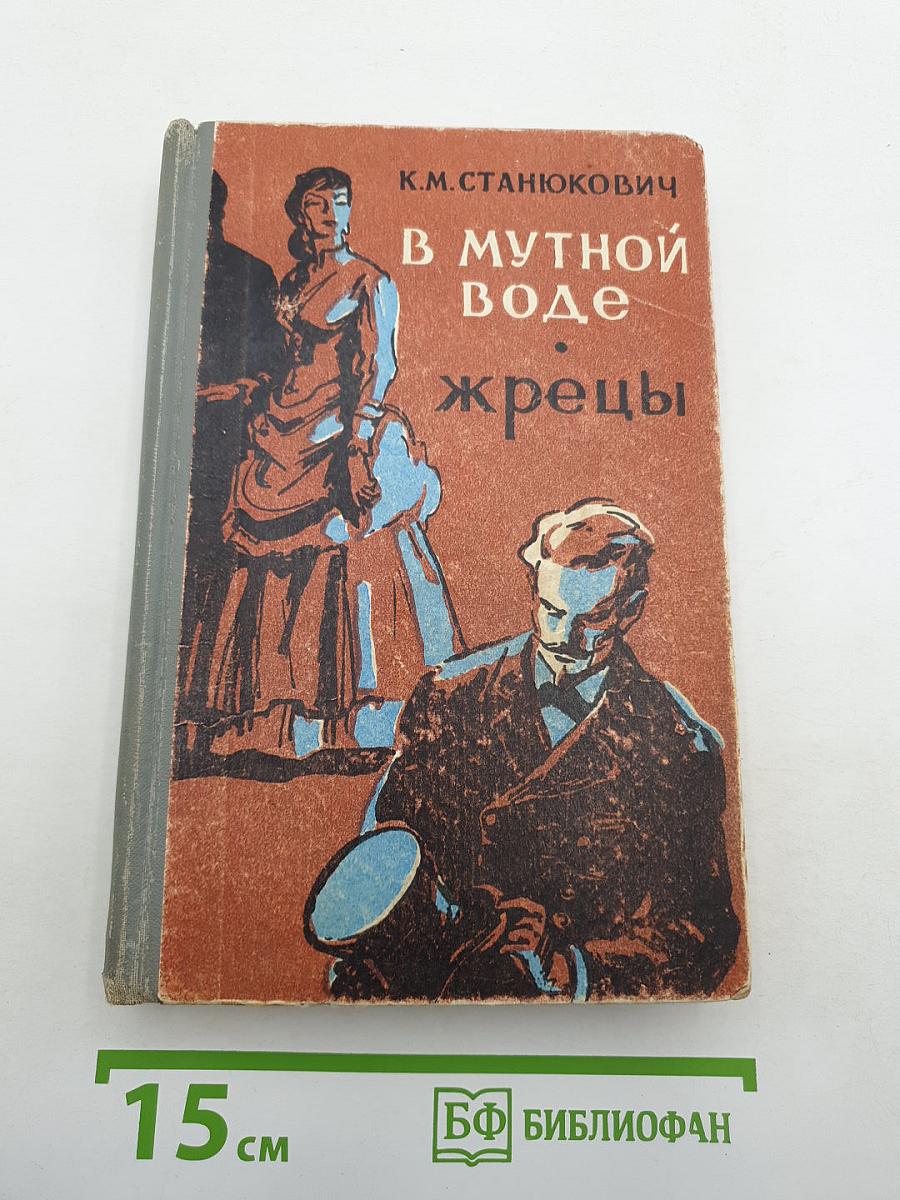 К.М.СТАНЮКОВИЧ
В МУТНОЙ
ВОДЕ
•
жрецы
15 см
БФ БИБЛИОФАН